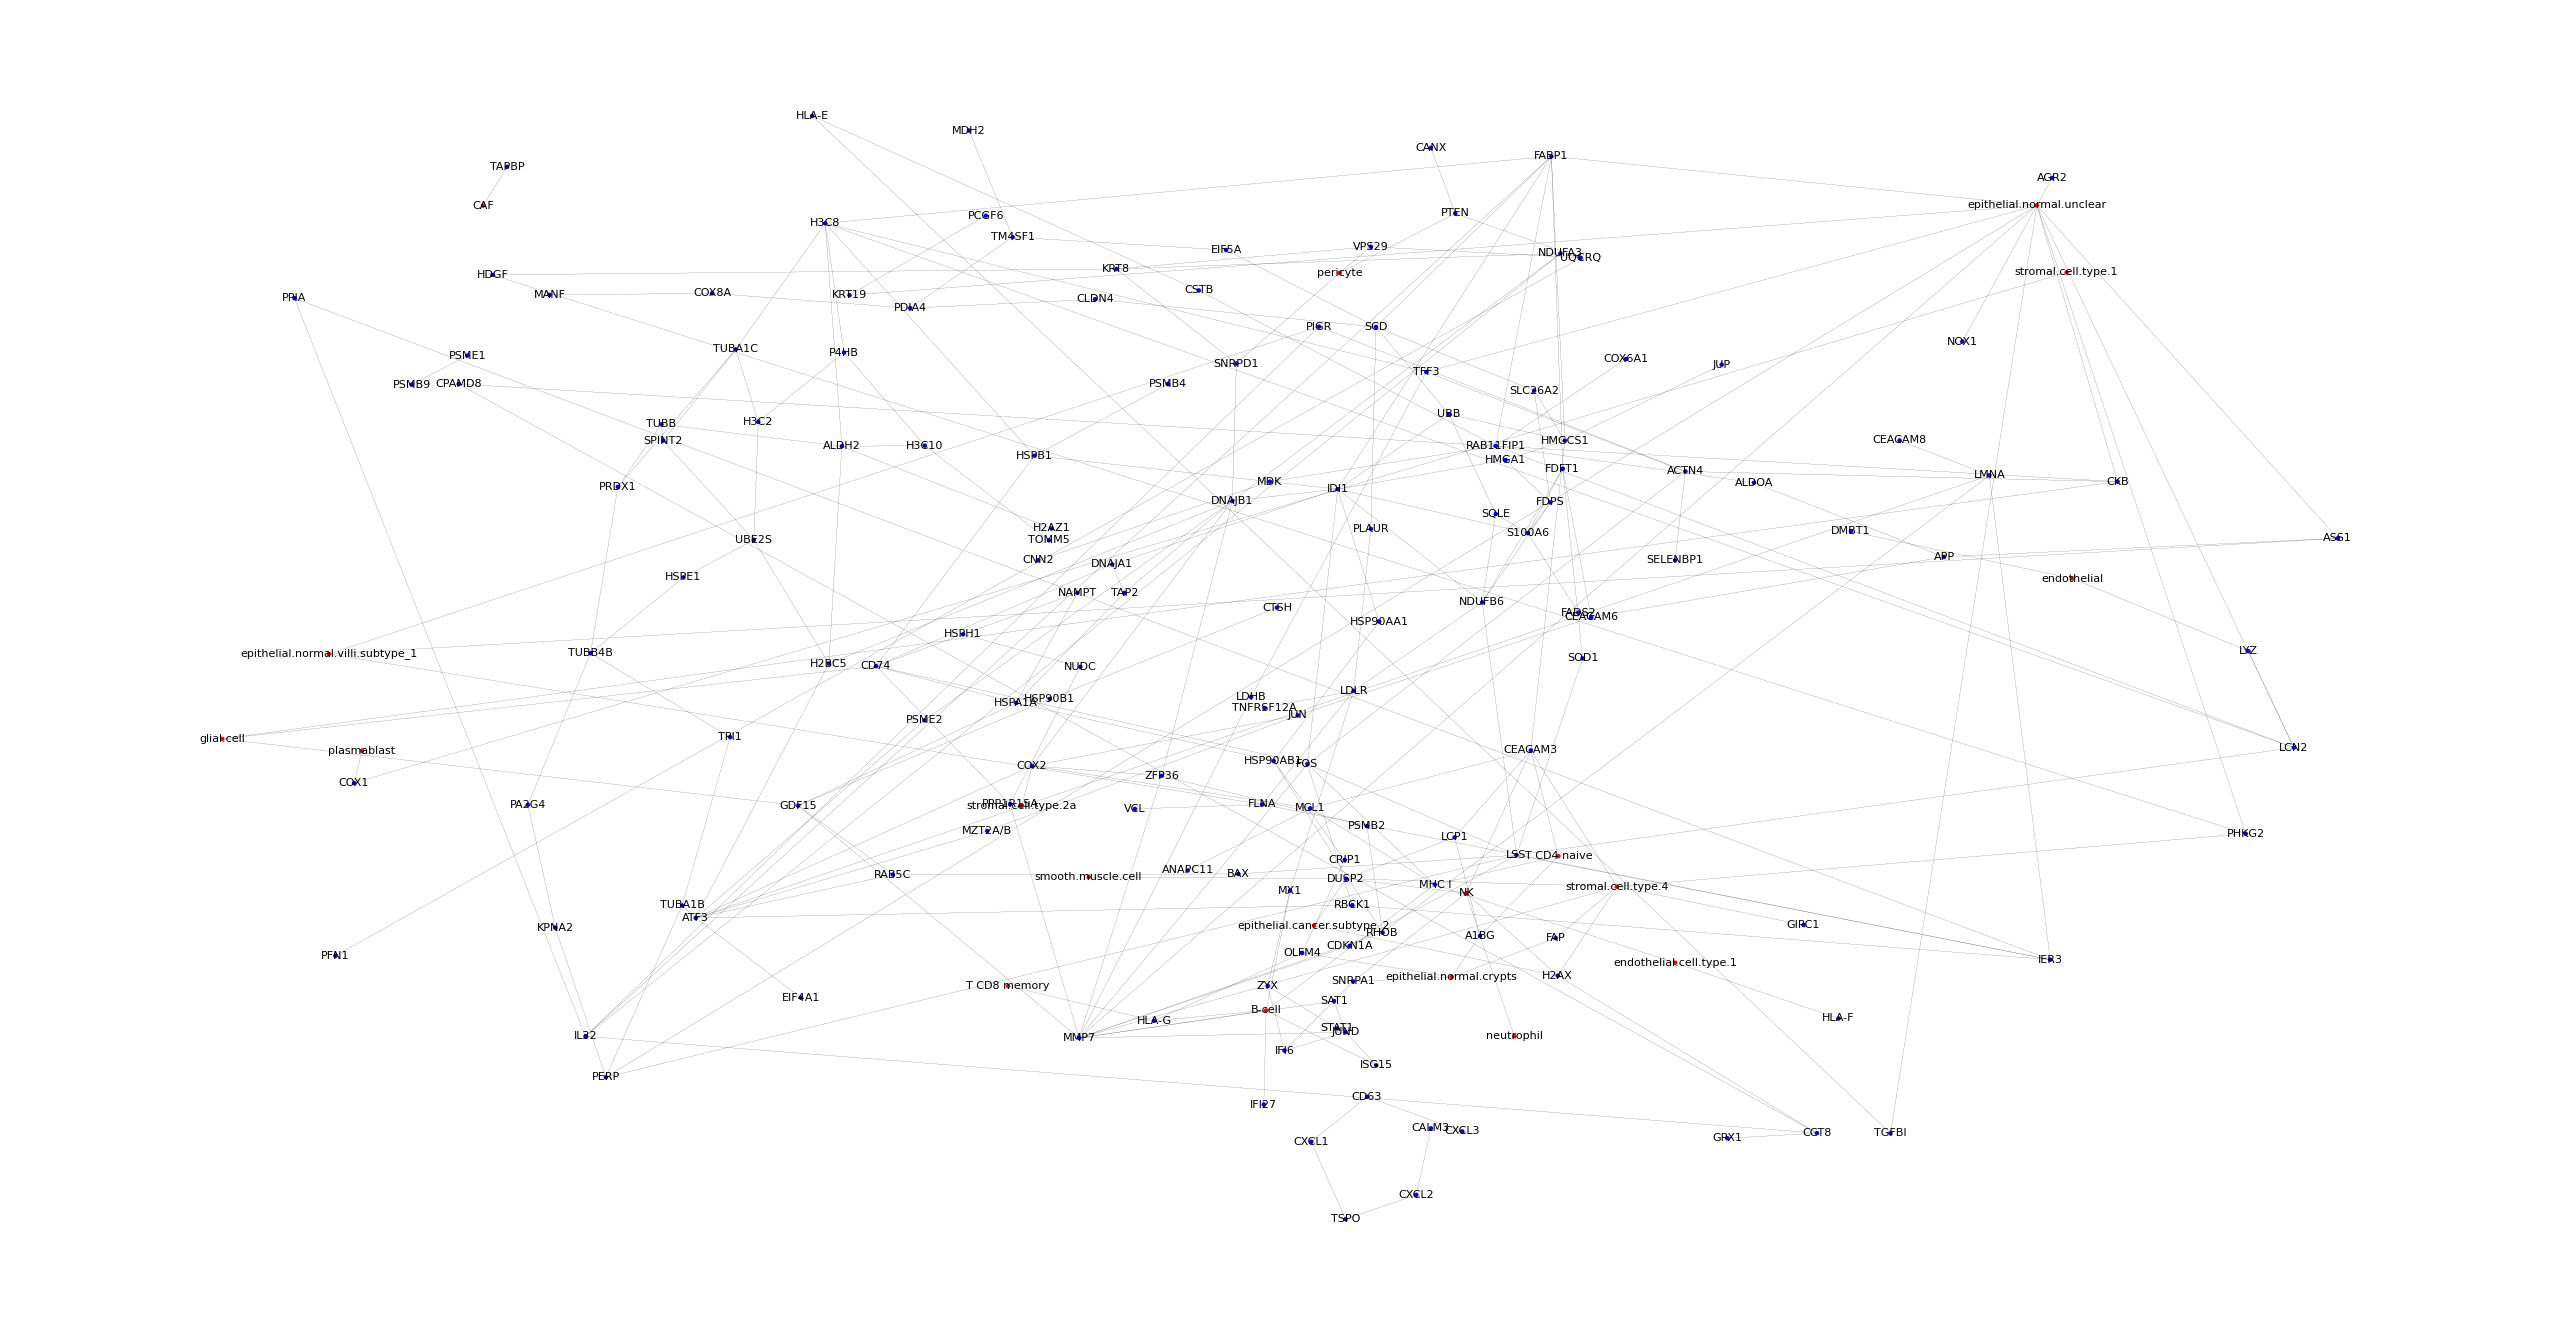 HLA-E
MDH2
CANX
FABP1
TAPBP
AGR2
CAF
epithelial.normal.unclear
PTEN
PCGF6
H3C8
TM4SF1
VPS29
EIF5A
NDUFA3
UQCRQ
KRT8
pericyte
stromal.cell.type.1
HDGF
CSTB
COX8A
MANF
KRT19
PPIA
CLDN4
PDIA4
PIGR
SCD
NOX1
TUBA1C
P4HB
PSME1
COX6A1
SNRPD1
JUP
TFF3
PSMB9
CPAMD8
PSMB4
SLC26A2
UBB
H3C2
TUBB
SPINT2
HMGCS1
CEACAM8
ALDH2
H3C10
RAB11FIP1
HSPB1
HMGA1
FDFT1
ACTN4
LMNA
MDK
CKB
ALDOA
PRDX1
IDI1
DNAJB1
FDPS
SQLE
H2AZ1
PLAUR
DMBT1
S100A6
ASS1
UBE2S
TOMM5
APP
CNN2
SELENBP1
DNAJA1
HSPE1
endothelial
NAMPT
TAP2
NDUFB6
CTSH
FADS2
CEACAM6
HSP90AA1
HSPH1
LYZ
TUBB4B
epithelial.normal.villi.subtype_1
SOD1
H2BC5
CD74
NUDC
LDLR
LDHB
HSP90B1
HSPA1A
TNFRSF12A
JUN
PSME2
TPI1
glial.cell
LCN2
CEACAM3
plasmablast
HSP90AB1
FOS
COX2
ZFP36
COX1
PA2G4
GDF15
PPP1R15A
stromal.cell.type.2a
FLNA
VCL
MCL1
PSMB2
MZT2A/B
PHKG2
LCP1
LSS
T CD4 naive
CRIP1
ANAPC11
BAX
RAB5C
smooth.muscle.cell
DUSP2
MHC I
stromal.cell.type.4
MX1
NK
TUBA1B
RBCK1
ATF3
GIPC1
epithelial.cancer.subtype_2
KPNA2
RHOB
A1BG
FAP
CDKN1A
OLFM4
PFN1
IER3
endothelial.cell.type.1
H2AX
epithelial.normal.crypts
SNRPA1
T CD8 memory
ZYX
EIF4A1
SAT1
B-cell
HLA-F
HLA-G
STAT1
JUND
IL32
MMP7
neutrophil
IFI6
ISG15
PERP
CD63
IFI27
CALM3
CXCL3
CCT8
TGFBI
GPX1
CXCL1
CXCL2
TSPO